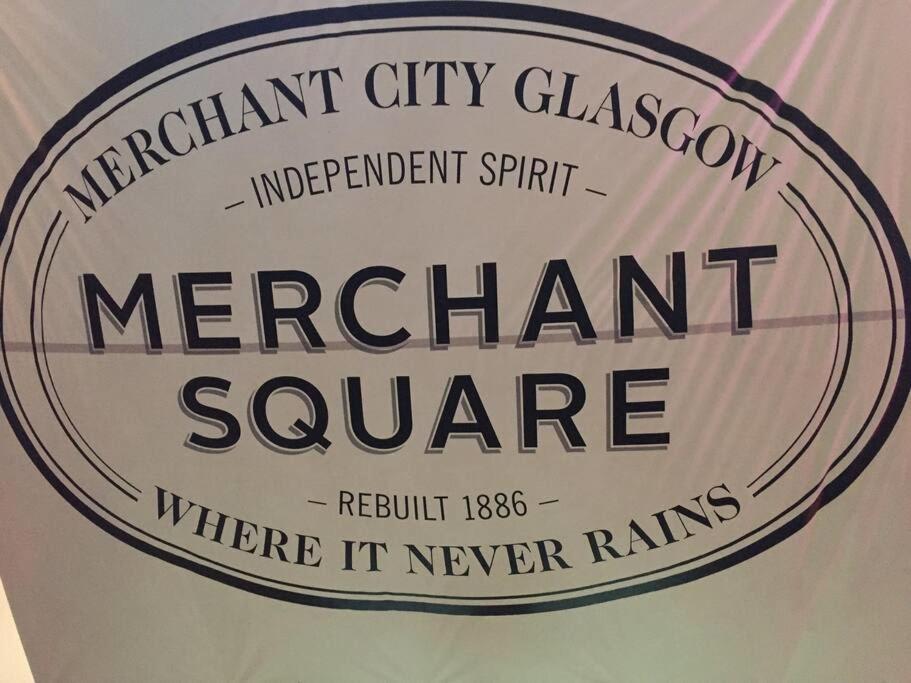 MERCHANT CITY GLASGOW
– INDEPENDENT SPIRIT –
MERCHANT
SQUARE
– REBUILT 1886 –
WHERE IT NEVER RAINS